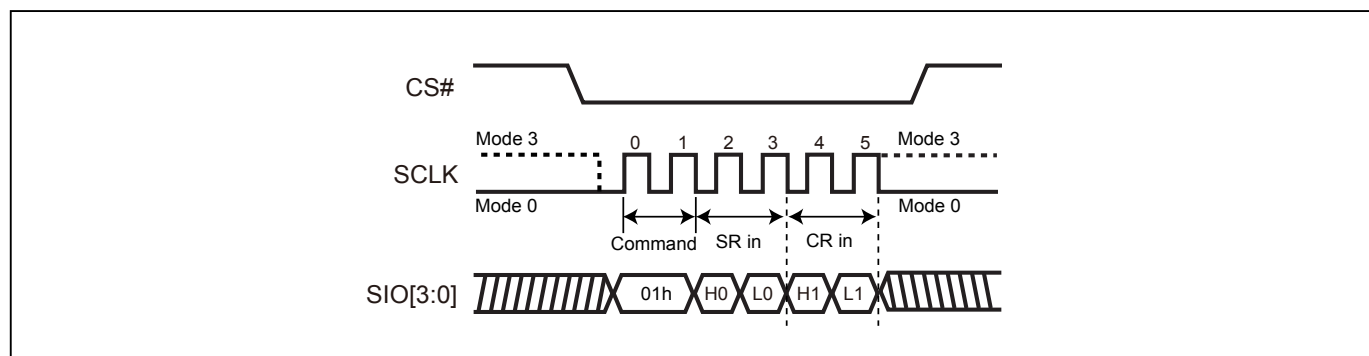 CS#
Mode 3
0 1 2 3 4 5
Mode 3
SCLK
Mode 0
Mode 0
Command
SR in
CR in
SIO[3:0]
01h
H0
L0
H1
L1